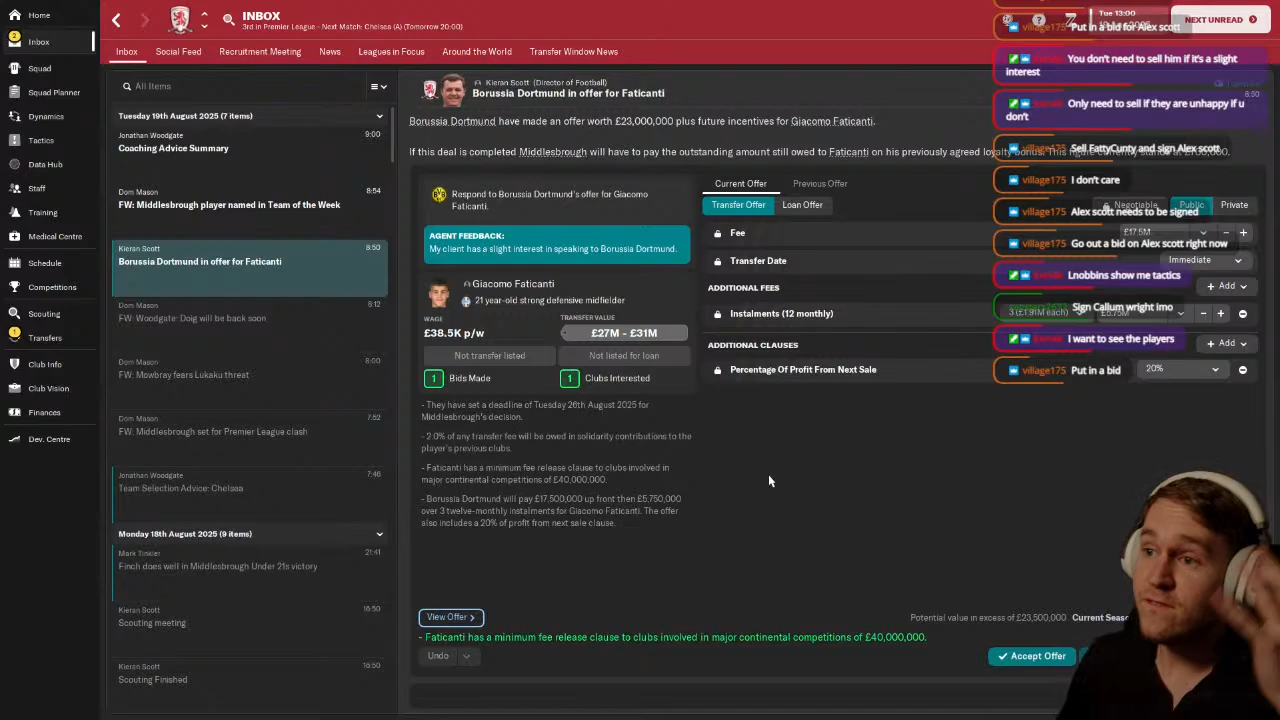 Home
Inbox
2
Squad
Squad Planner
Dynamics
Tactics
Data Hub
Staff
Training
Medical Centre
Schedule
Competitions
Scouting
Transfers
Club Info
Club Vision
Finances
Dev. Centre
INBOX
3rd in Premier League - Next Match: Chelsea (A) (Tomorrow 20:00)
Tue 13:00
NEXT UNREAD
Inbox
Social Feed
Recruitment Meeting
News
Leagues in Focus
Around the World
Transfer Window News
All Items
Tuesday 19th August 2025 (7 items)
Jonathan Woodgate 9:00
Coaching Advice Summary
Dom Mason 8:54
FW: Middlesbrough player named in Team of the Week
Kieran Scott 8:50
Borussia Dortmund in offer for Faticanti
Dom Mason 8:12
FW: Woodgate: Doig will be back soon
Dom Mason 8:00
FW: Mowbray fears Lukaku threat
Dom Mason 7:52
FW: Middlesbrough set for Premier League clash
Jonathan Woodgate 7:46
Team Selection Advice: Chelsea
Monday 18th August 2025 (9 items)
Mark Tinkler 21:41
Finch does well in Middlesbrough Under 21s victory
Kieran Scott 16:50
Scouting meeting
Kieran Scott 16:50
Scouting Finished
Kieran Scott (Director of Football)
Borussia Dortmund in offer for Faticanti
8:50
Borussia Dortmund have made an offer worth £23,000,000 plus future incentives for Giacomo Faticanti.
If this deal is completed Middlesbrough will have to pay the outstanding amount still owed to Faticanti on his previously agreed loyalty bonus. This figure currently stands at £700,000.
Respond to Borussia Dortmund's offer for Giacomo
Faticanti.
AGENT FEEDBACK:
My client has a slight interest in speaking to Borussia Dortmund.
Giacomo Faticanti
21 year-old strong defensive midfielder
WAGE
£38.5K p/w
TRANSFER VALUE
£27M - £31M
Not transfer listed
Not listed for loan
1 Bids Made
1 Clubs Interested
- They have set a deadline of Tuesday 26th August 2025 for
Middlesbrough's decision.
- 2.0% of any transfer fee will be owed in solidarity contributions to the
player's previous clubs.
- Faticanti has a minimum fee release clause to clubs involved in
major continental competitions of £40,000,000.
- Borussia Dortmund will pay £17,500,000 up front then £5,750,000
over 3 twelve-monthly instalments for Giacomo Faticanti. The offer
also includes a 20% of profit from next sale clause.
Current Offer
Previous Offer
Transfer Offer
Loan Offer
Negotiable
Public
Private
Fee
£17.5M
Transfer Date
Immediate
ADDITIONAL FEES
Add
Instalments (12 monthly)
3 (£1.91M each)
£5.75M
ADDITIONAL CLAUSES
Add
Percentage Of Profit From Next Sale
20%
View Offer
Potential value in excess of £23,500,000
Current Seas
- Faticanti has a minimum fee release clause to clubs involved in major continental competitions of £40,000,000.
Undo
Accept Offer
village175 Put in a bid for Alex scott
You don't need to sell him if it's a slight
interest
Only need to sell if they are unhappy if u
don't
village175 Sell FattyCunty and sign Alex scott
village175 I don't care
village175 Alex scott needs to be signed
village175 Go out a bid on Alex scott right now
Lnobbins show me tactics
Sign Callum wright imo
I want to see the players
village175 Put in a bid